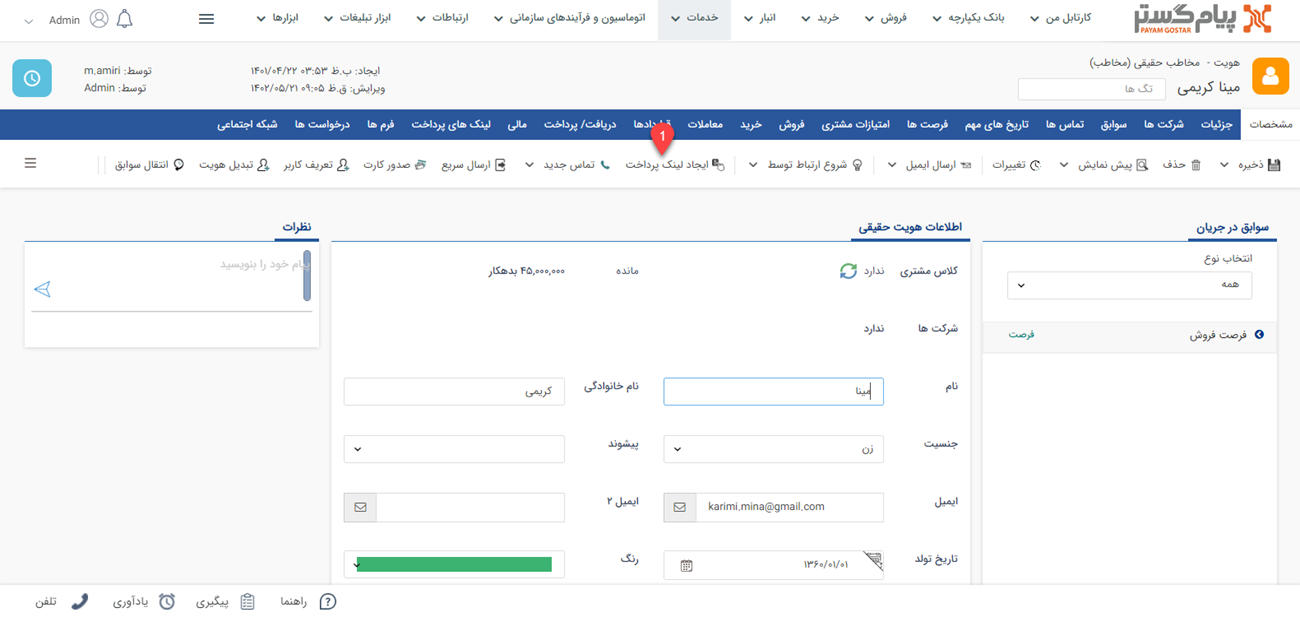 پیام گستر
PAYAM GOSTAR
کارتابل من
بانک یکپارچه
فروش
خرید
انبار
خدمات
اتوماسیون و فرآیندهای سازمانی
ارتباطات
ابزار تبلیغات
ابزارها
Admin
هویت - مخاطب حقیقی (مخاطب)
مینا کریمی
تگ ها
ایجاد: ب.ظ ۰۳:۵۳ ۱۴۰۱/۰۴/۲۲
توسط: m.amiri
ویرایش: ق.ظ ۰۹:۰۵ ۱۴۰۲/۰۵/۲۱
توسط: Admin
مشخصات
جزئیات
شرکت ها
سوابق
تماس ها
تاریخ های مهم
فرصت ها
امتیازات مشتری
فروش
خرید
معاملات
دریافت/ پرداخت
مالی
لینک های پرداخت
فرم ها
درخواست ها
شبکه اجتماعی
1
ذخیره
حذف
پیش نمایش
تغییرات
ارسال ایمیل
شروع ارتباط توسط
ایجاد لینک پرداخت
تماس جدید
ارسال سریع
صدور کارت
تعریف کاربر
تبدیل هویت
انتقال سوابق
سوابق در جریان
انتخاب نوع
همه
فرصت فروش
فرصت
اطلاعات هویت حقیقی
کلاس مشتری
ندارد
مانده
۴۵,۰۰۰,۰۰۰ بدهکار
شرکت ها
ندارد
نام
مینا
نام خانوادگی
کریمی
جنسیت
زن
پیشوند
ایمیل
karimi.mina@gmail.com
ایمیل ۲
تاریخ تولد
۱۳۶۰/۰۱/۰۱
رنگ
نظرات
پیام خود را بنویسید
راهنما
پیگیری
یادآوری
تلفن